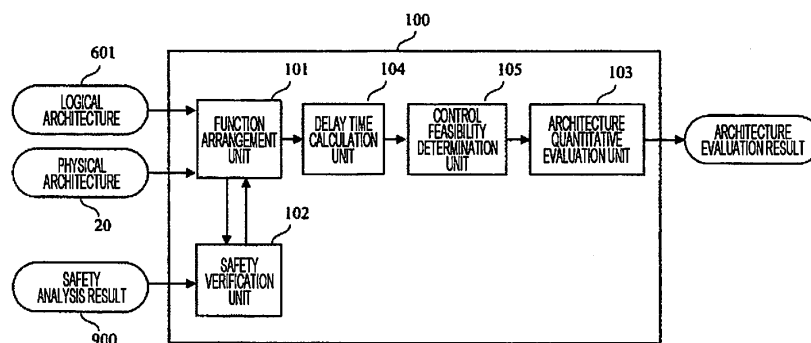 100
601
101
104
105
103
LOGICAL
ARCHITECTURE
FUNCTION
ARRANGEMENT
UNIT
DELAY TIME
CALCULATION
UNIT
CONTROL
FEASIBILITY
DETERMINATION
UNIT
ARCHITECTURE
QUANTITATIVE
EVALUATION UNIT
ARCHITECTURE
EVALUATION RESULT
PHYSICAL
ARCHITECTURE
20
102
SAFETY
ANALYSIS RESULT
SAFETY
VERIFICATION
UNIT
900